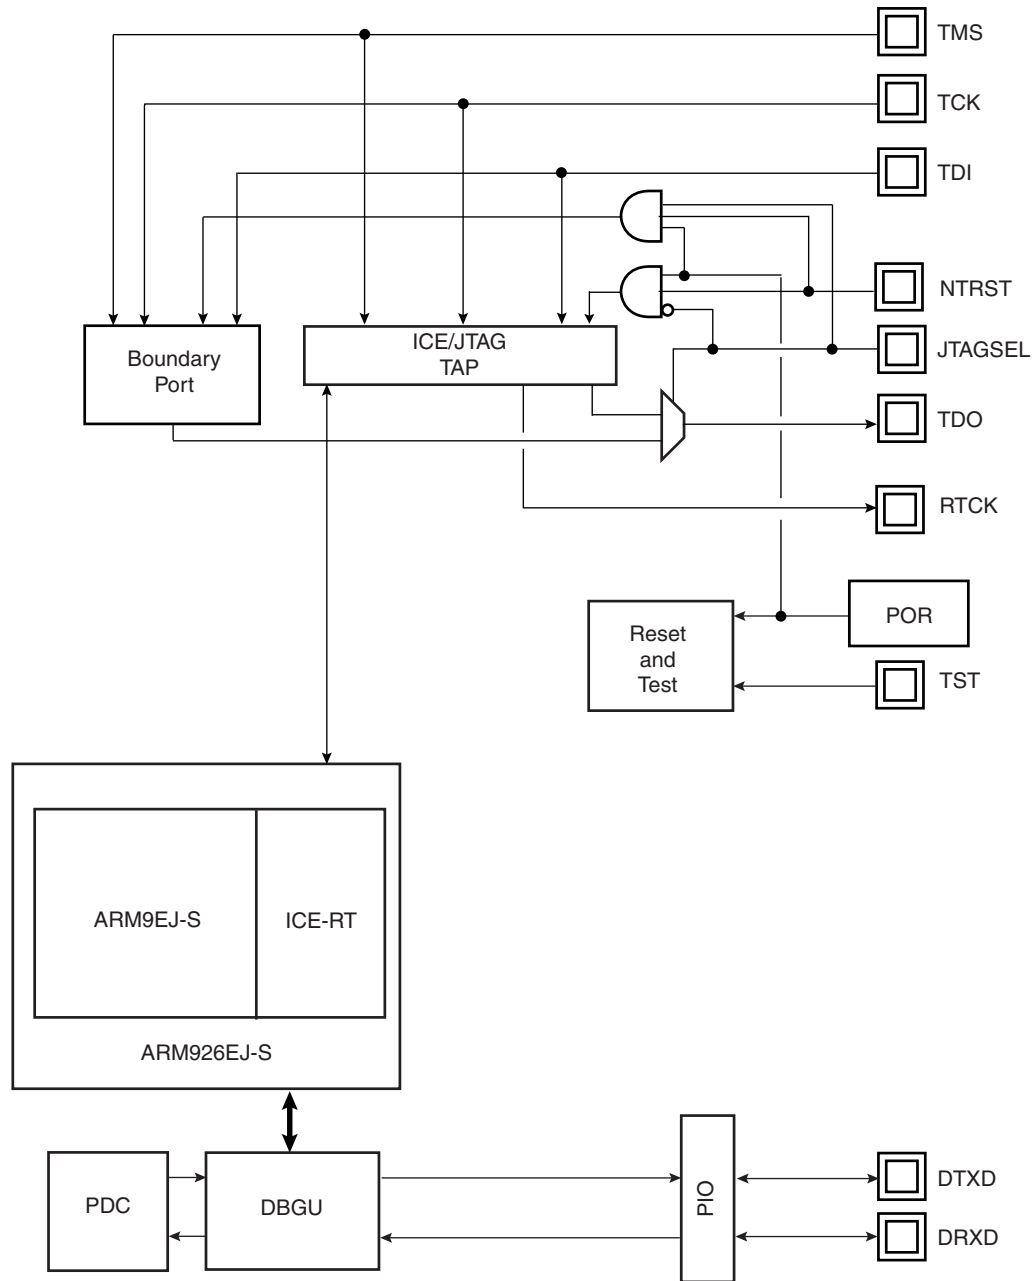 TMS
TCK
TDI
NTRST
JTAGSEL
TDO
RTCK
Boundary
Port
ICE/JTAG
TAP
POR
Reset
and
Test
TST
ARM9EJ-S
ICE-RT
ARM926EJ-S
PDC
DBGU
PIO
DTXD
DRXD